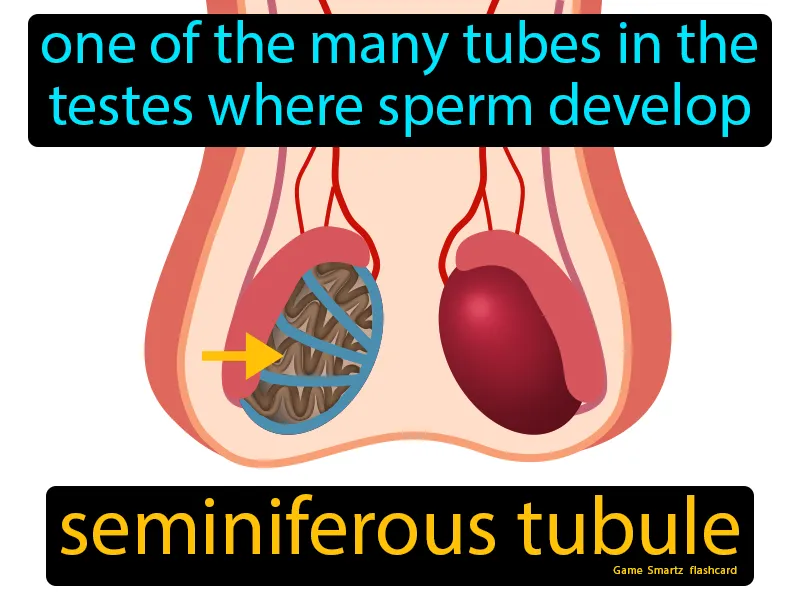 one of the many tubes in the
testes where sperm develop
seminiferous tubule
Game Smartz flashcard